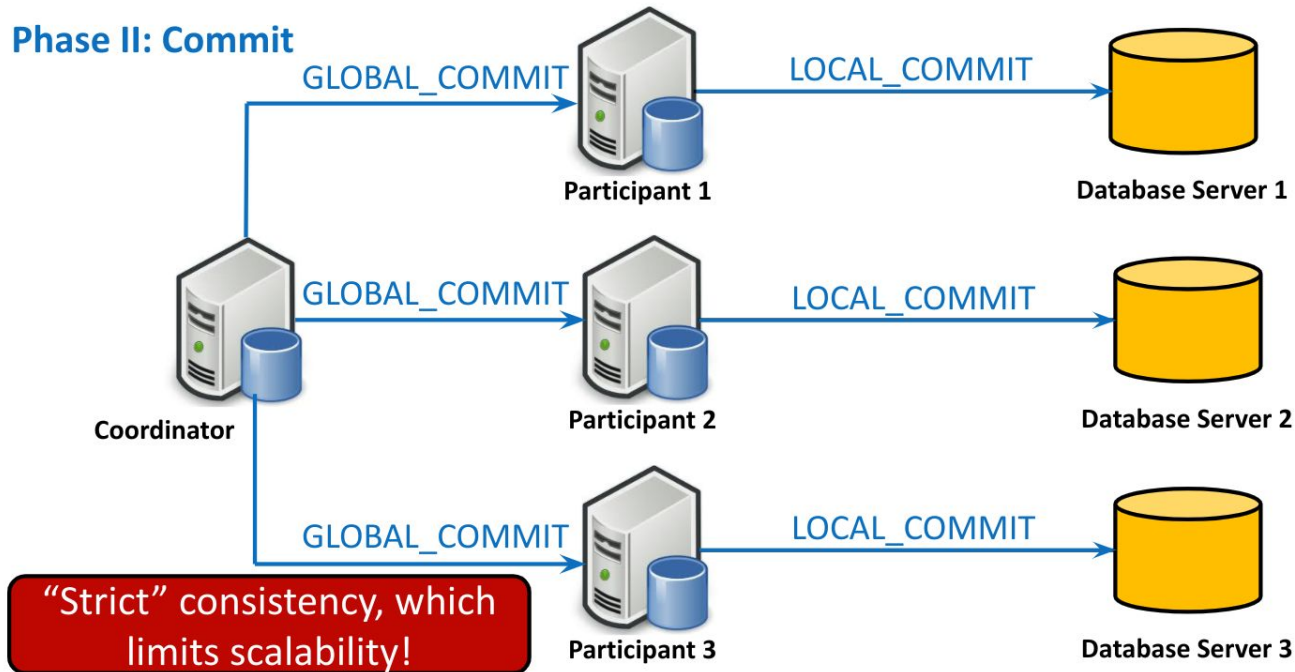 Phase II: Commit
GLOBAL_COMMIT
LOCAL_COMMIT
Participant 1
Database Server 1
GLOBAL_COMMIT
LOCAL_COMMIT
Coordinator
Participant 2
Database Server 2
GLOBAL_COMMIT
LOCAL_COMMIT
“Strict” consistency, which
limits scalability!
Participant 3
Database Server 3